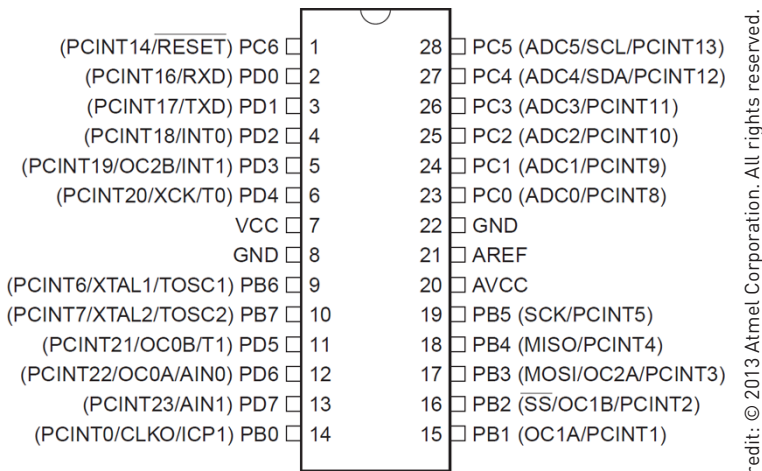 (PCINT14/RESET) PC6 1
(PCINT16/RXD) PD0 2
(PCINT17/TXD) PD1 3
(PCINT18/INT0) PD2 4
(PCINT19/OC2B/INT1) PD3 5
(PCINT20/XCK/T0) PD4 6
VCC 7
GND 8
(PCINT6/XTAL1/TOSC1) PB6 9
(PCINT7/XTAL2/TOSC2) PB7 10
(PCINT21/OC0B/T1) PD5 11
(PCINT22/OC0A/AIN0) PD6 12
(PCINT23/AIN1) PD7 13
(PCINT0/CLKO/ICP1) PB0 14
28 PC5 (ADC5/SCL/PCINT13)
27 PC4 (ADC4/SDA/PCINT12)
26 PC3 (ADC3/PCINT11)
25 PC2 (ADC2/PCINT10)
24 PC1 (ADC1/PCINT9)
23 PC0 (ADC0/PCINT8)
22 GND
21 AREF
20 AVCC
19 PB5 (SCK/PCINT5)
18 PB4 (MISO/PCINT4)
17 PB3 (MOSI/OC2A/PCINT3)
16 PB2 (SS/OC1B/PCINT2)
15 PB1 (OC1A/PCINT1)
redit: © 2013 Atmel Corporation. All rights reserved.